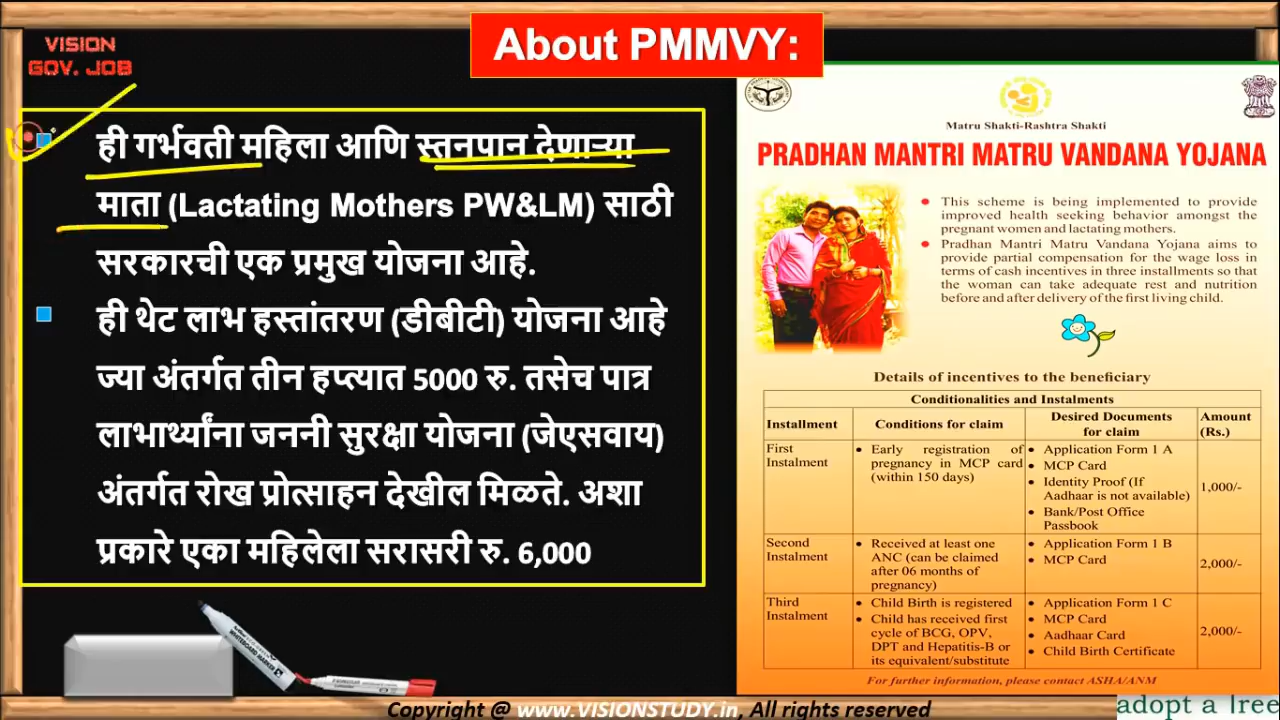 About PMMVY:
VISION
GOV. JOB
ही गर्भवती महिला आणि स्तनपान देणाऱ्या
माता (Lactating Mothers PW&LM) साठी
सरकारची एक प्रमुख योजना आहे.
ही थेट लाभ हस्तांतरण (डीबीटी) योजना आहे
ज्या अंतर्गत तीन हप्त्यात 5000 रु. तसेच पात्र
लाभार्थ्यांना जननी सुरक्षा योजना (जेएसवाय)
अंतर्गत रोख प्रोत्साहन देखील मिळते. अशा
प्रकारे एका महिलेला सरासरी रु. 6,000
Matru Shakti-Rashtra Shakti
PRADHAN MANTRI MATRU VANDANA YOJANA
• This scheme is being implemented to provide
improved health seeking behavior amongst the
pregnant women and lactating mothers.
• Pradhan Mantri Matru Vandana Yojana aims to
provide partial compensation for the wage loss in
terms of cash incentives in three installments so that
the woman can take adequate rest and nutrition
before and after delivery of the first living child.
Details of incentives to the beneficiary
Conditionalities and Instalments
Installment Conditions for claim Desired Documents for claim Amount (Rs.)
First Instalment
• Early registration of
pregnancy in MCP card
(within 150 days)
• Application Form 1 A
• MCP Card
• Identity Proof (If
Aadhaar is not available)
• Bank/Post Office
Passbook
1,000/-
Second Instalment
• Received at least one
ANC (can be claimed
after 06 months of
pregnancy)
• Application Form 1 B
• MCP Card
2,000/-
Third Instalment
• Child Birth is registered
• Child has received first
cycle of BCG, OPV,
DPT and Hepatitis-B or
its equivalent/substitute
• Application Form 1 C
• MCP Card
• Aadhaar Card
• Child Birth Certificate
2,000/-
For further information, please contact ASHA/ANM
Copyright @ www.VISIONSTUDY.in, All rights reserved
adopt a Tree